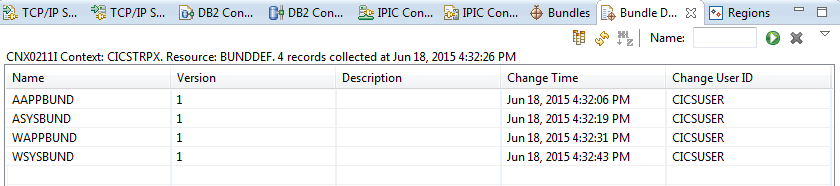 TCP/IP S... TCP/IP S... DB2 Con... DB2 Con... IPIC Con... IPIC Con... Bundles Bundle D... Regions
Name:
CNX0211I Context: CICSTRPX. Resource: BUNDDEF. 4 records collected at Jun 18, 2015 4:32:26 PM
Name Version Description Change Time Change User ID
AAPPBUND 1 Jun 18, 2015 4:32:06 PM CICSUSER
ASYSBUND 1 Jun 18, 2015 4:32:19 PM CICSUSER
WAPPBUND 1 Jun 18, 2015 4:32:31 PM CICSUSER
WSYSBUND 1 Jun 18, 2015 4:32:43 PM CICSUSER